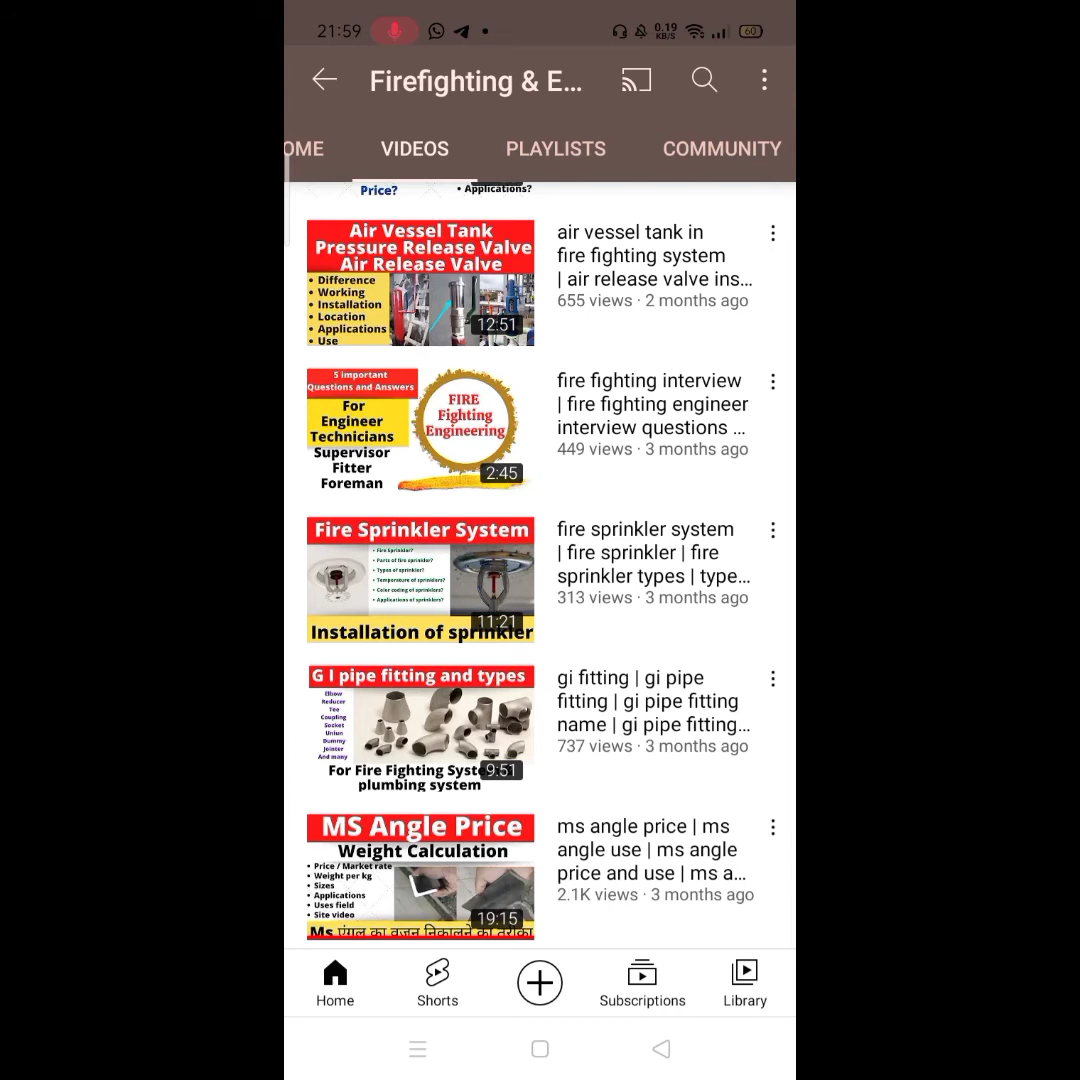 21:59
0.19
KB/S
60
Firefighting & E...
OME
VIDEOS
PLAYLISTS
COMMUNITY
Price?
• Applications?
Air Vessel Tank
Pressure Release Valve
Air Release Valve
• Difference
• Working
• Installation
• Location
• Applications
• Use
12:51
air vessel tank in
fire fighting system
| air release valve ins...
655 views · 2 months ago
5 important
Questions and Answers
For
Engineer
Technicians
Supervisor
Fitter
Foreman
FIRE
Fighting
Engineering
2:45
fire fighting interview
| fire fighting engineer
interview questions ...
449 views · 3 months ago
Fire Sprinkler System
• Fire Sprinkler?
• Parts of fire sprinkler?
• Types of sprinkler?
• Temperature of sprinklers?
• Color coding of sprinklers?
• Applications of sprinklers?
11:21
Installation of sprinkler
fire sprinkler system
| fire sprinkler | fire
sprinkler types | type...
313 views · 3 months ago
G I pipe fitting and types
Elbow
Reducer
Tee
Coupling
Socket
Union
Dummy
Jointer
And many
For Fire Fighting Syste
plumbing system
9:51
gi fitting | gi pipe
fitting | gi pipe fitting
name | gi pipe fitting...
737 views · 3 months ago
MS Angle Price
Weight Calculation
• Price / Market rate
• Weight per kg
• Sizes
• Applications
• Uses field
• Site video
19:15
Ms एंगल का वजन निकालने का तरीका
ms angle price | ms
angle use | ms angle
price and use | ms a...
2.1K views · 3 months ago
Home
Shorts
Subscriptions
Library